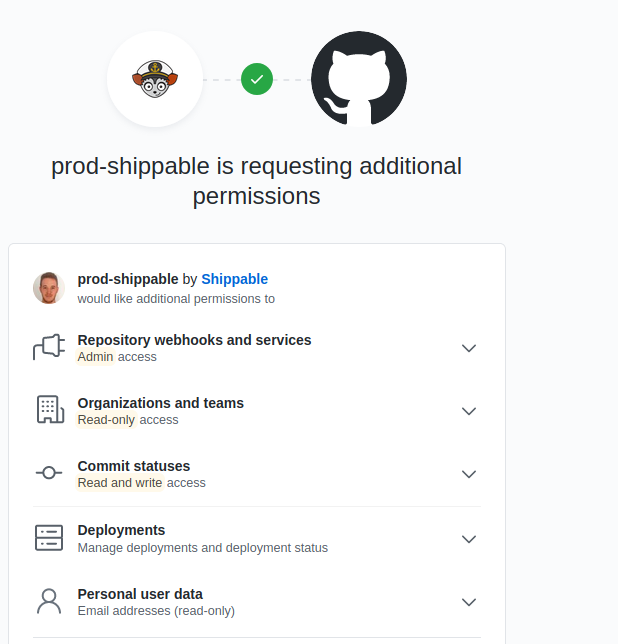 prod-shippable is requesting additional
permissions
prod-shippable by Shippable
would like additional permissions to
Repository webhooks and services
Admin access
Organizations and teams
Read-only access
Commit statuses
Read and write access
Deployments
Manage deployments and deployment status
Personal user data
Email addresses (read-only)